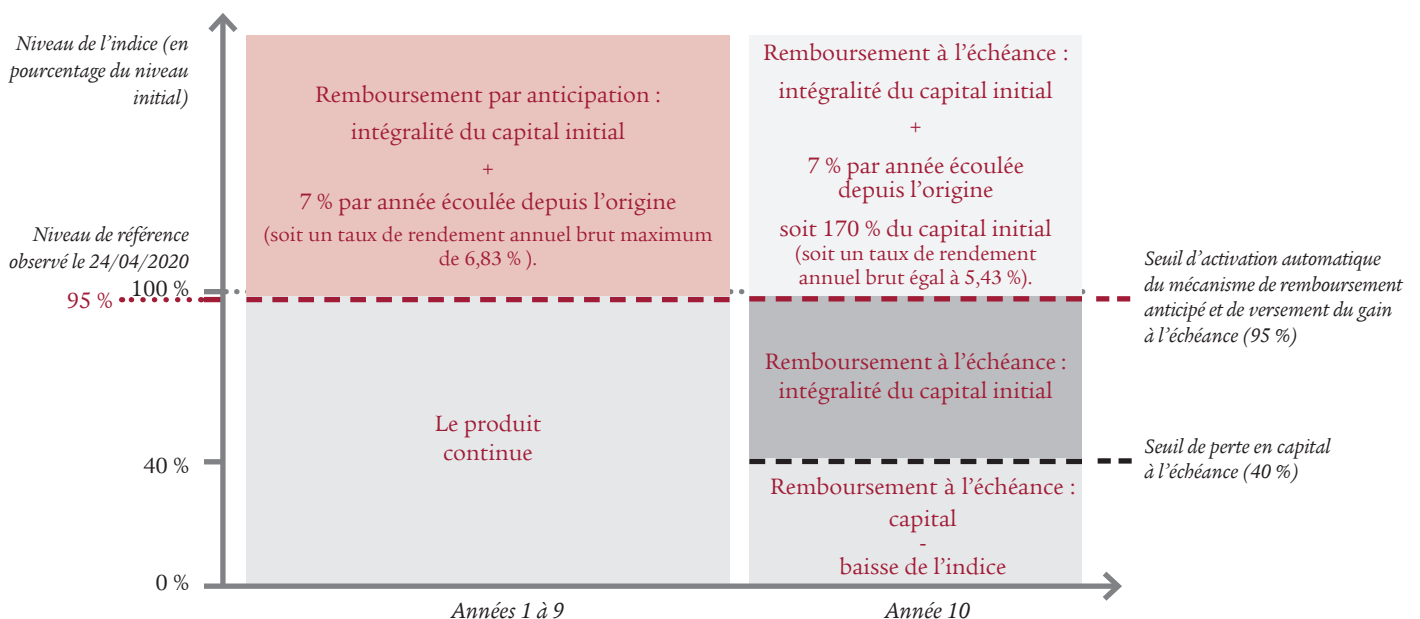 Niveau de l'indice (en
pourcentage du niveau
initial)
Remboursement par anticipation :
intégralité du capital initial
+
7 % par année écoulée depuis l'origine
(soit un taux de rendement annuel brut maximum
de 6,83 % ).
Remboursement à l'échéance :
intégralité du capital initial
+
7 % par année écoulée
depuis l'origine
soit 170 % du capital initial
(soit un taux de rendement
annuel brut égal à 5,43 %).
Niveau de référence
observé le 24/04/2020
100 %
95 %
Seuil d'activation automatique
du mécanisme de remboursement
anticipé et de versement du gain
à l'échéance (95 %)
Remboursement à l'échéance :
intégralité du capital initial
Le produit
continue
40 %
Seuil de perte en capital
à l'échéance (40 %)
Remboursement à l'échéance :
capital
-
baisse de l'indice
0 %
Années 1 à 9
Année 10